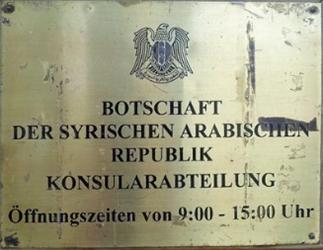 BOTSCHAFT
DER SYRISCHEN ARABISCHEN
REPUBLIK
KONSULARABTEILUNG
Öffnungszeiten von 9:00 - 15:00 Uhr